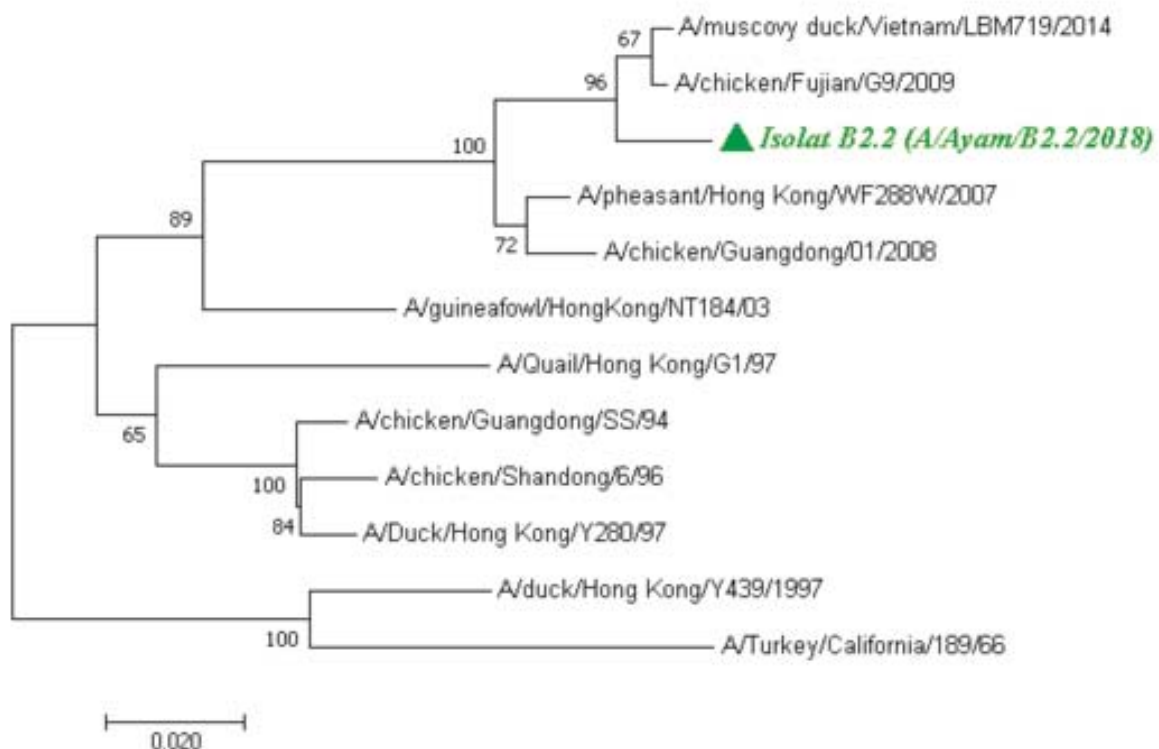 A/muscovy duck/Vietnam/LBM719/2014
67
A/chicken/Fujian/G9/2009
96
Isolat B2.2 (A/Ayam/B2.2/2018)
100
A/pheasant/Hong Kong/WF288W/2007
89
72
A/chicken/Guangdong/01/2008
A/guineafowl/HongKong/NT184/03
A/Quail/Hong Kong/G1/97
65
A/chicken/Guangdong/SS/94
A/chicken/Shandong/6/96
100
84
A/Duck/Hong Kong/Y280/97
A/duck/Hong Kong/Y439/1997
100
A/Turkey/California/189/66
0.020